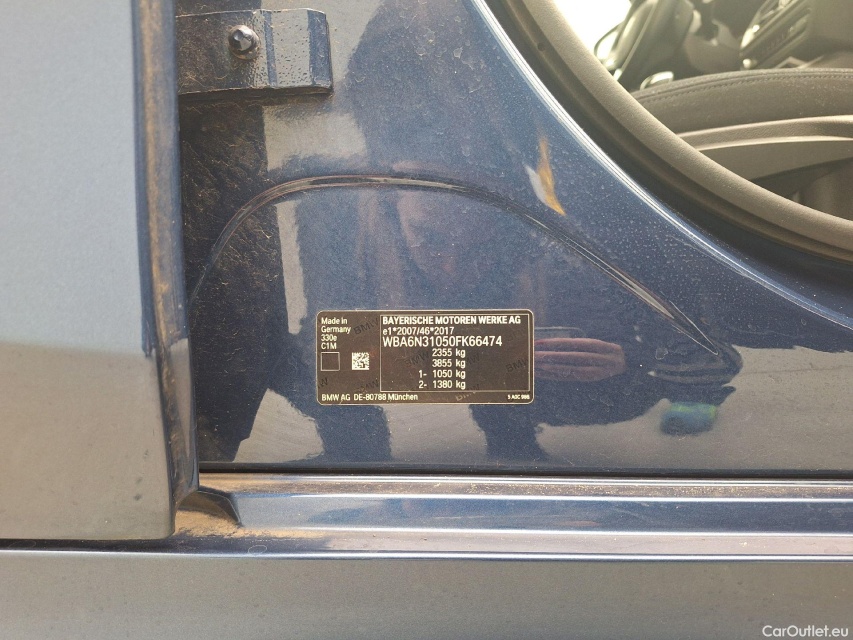 Made in
Germany
330e
C1M
BAYERISCHE MOTOREN WERKE AG
e1*2007/46*2017
WBA6N31050FK66474
2355 kg
3855 kg
1- 1050 kg
2- 1380 kg
BMW AG DE-80788 München
CarOutlet.eu